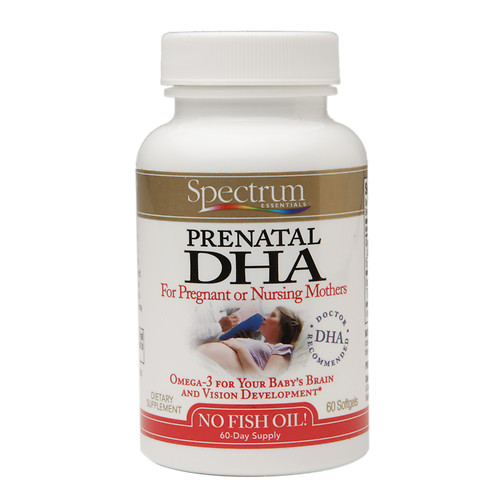 Spectrum
ESSENTIALS
PRENATAL
DHA
For Pregnant or Nursing Mothers
DOCTOR
DHA
RECOMMENDED
OMEGA-3 FOR YOUR BABY'S BRAIN
AND VISION DEVELOPMENT*
DIETARY
SUPPLEMENT
60 Softgels
NO FISH OIL!
60-Day Supply